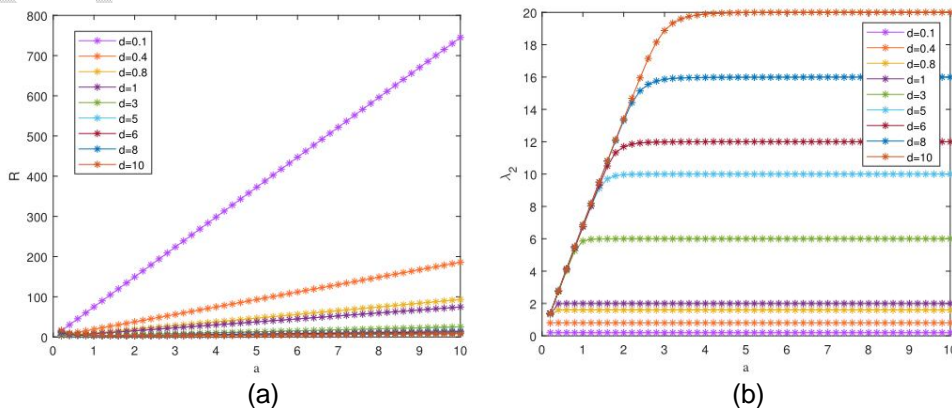 800
700
600
500
400
300
200
100
0
R
d=0.1
d=0.4
d=0.8
d=1
d=3
d=5
d=6
d=8
d=10
0 1 2 3 4 5 6 7 8 9 10
a
(a)
20
18
16
14
12
10
8
6
4
2
0
λ2
d=0.1
d=0.4
d=0.8
d=1
d=3
d=5
d=6
d=8
d=10
0 1 2 3 4 5 6 7 8 9 10
a
(b)